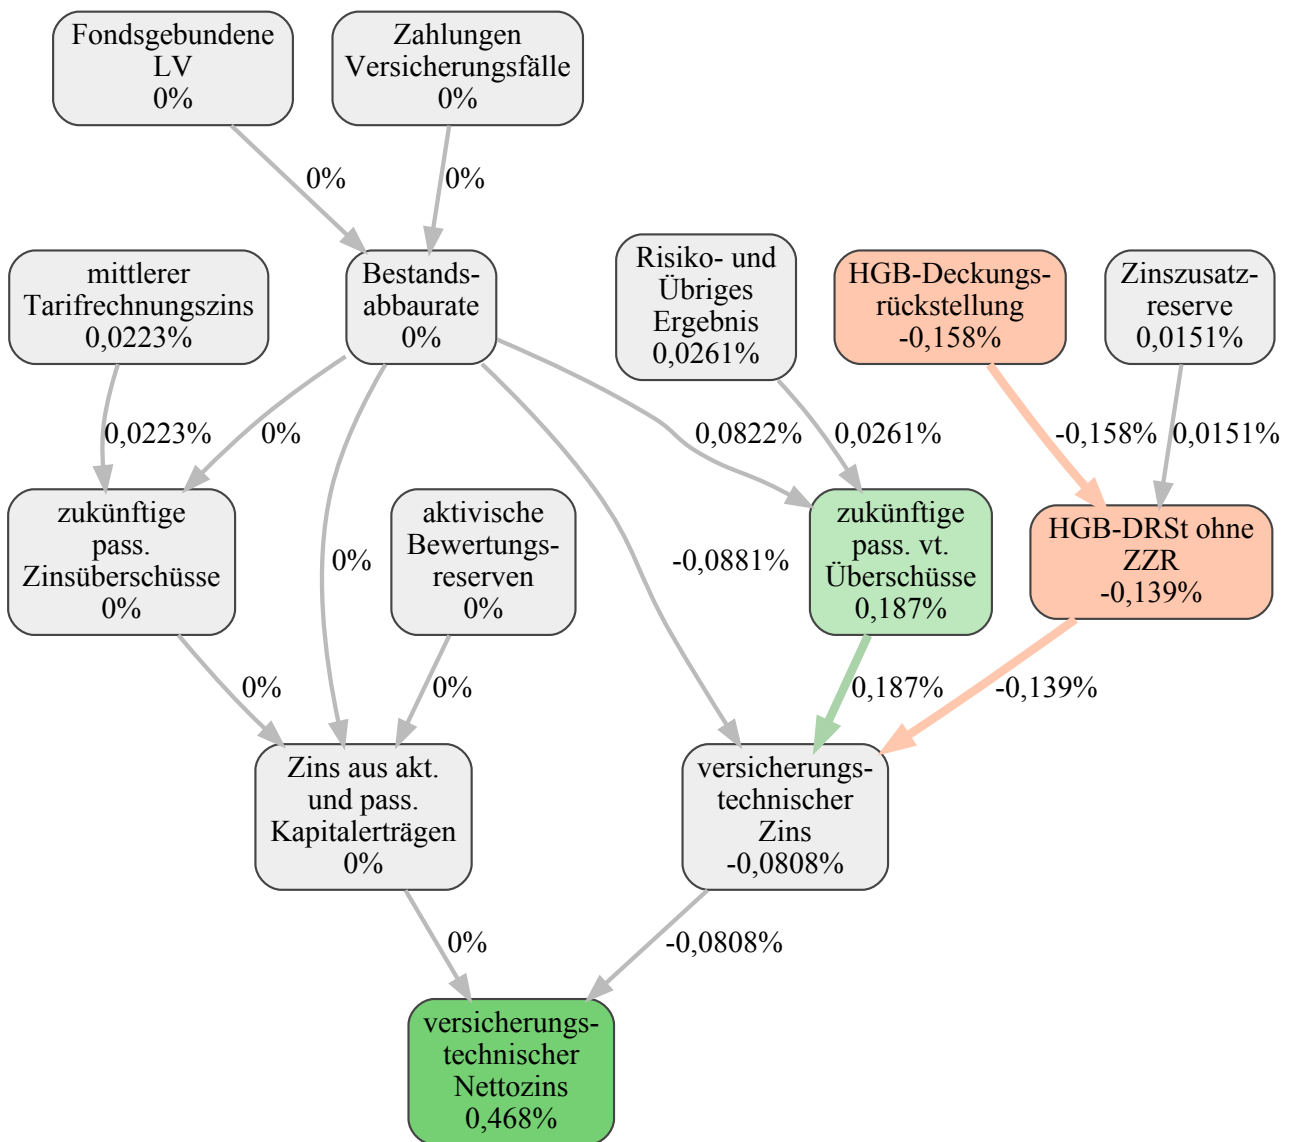 Fondsgebundene
LV
0%
Zahlungen
Versicherungsfälle
0%
0%
0%
mittlerer
Tarifrechnungszins
0,0223%
Bestands-
abbaurate
0%
Risiko- und
Übriges
Ergebnis
0,0261%
HGB-Deckungs-
rückstellung
-0,158%
Zinszusatz-
reserve
0,0151%
0,0223%
0%
0,0822%
0,0261%
-0,158%
0,0151%
zukünftige
pass.
Zinsüberschüsse
0%
aktivische
Bewertungs-
reserven
0%
0%
-0,0881%
zukünftige
pass. vt.
Überschüsse
0,187%
HGB-DRSt ohne
ZZR
-0,139%
0%
0%
0,187%
-0,139%
Zins aus akt.
und pass.
Kapitalerträgen
0%
versicherungs-
technischer
Zins
-0,0808%
0%
-0,0808%
versicherungs-
technischer
Nettozins
0,468%